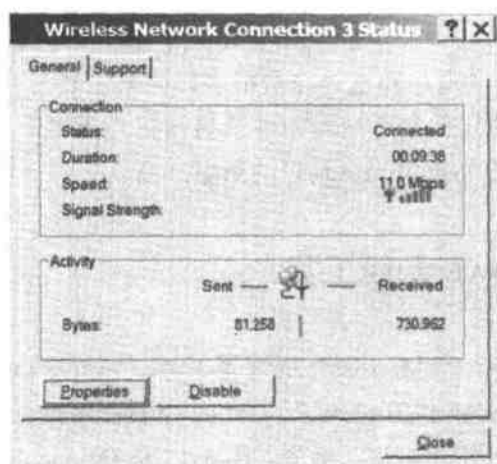 Wireless Network Connection 3 Status ? X
General Support
Connection
Status: Connected
Duration: 00:09:38
Speed: 11.0 Mbps
Signal Strength:
Activity
Sent — — Received
Bytes: 81,258 730,962
Properties Disable
Close